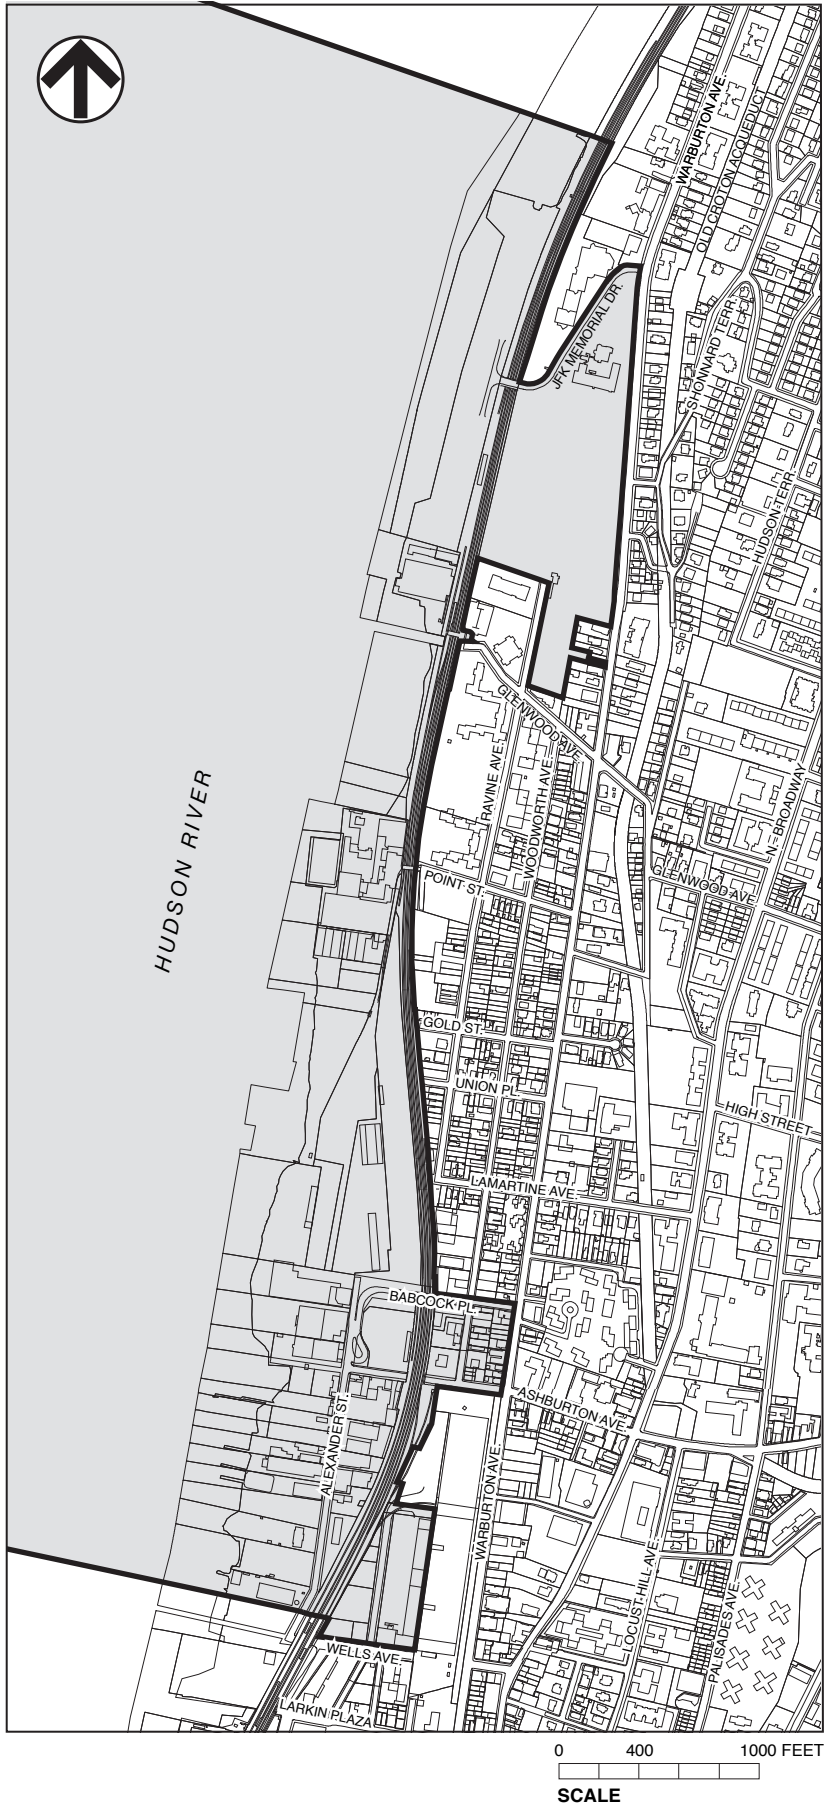 WARBURTON AVE.
OLD CROTON ACQUEDUCT
JFK MEMORIAL DR.
SHONNARD TERR.
HUDSON TERR.
GLENWOOD AVE.
RAVINE AVE.
WOODWORTH AVE.
N. BROADWAY
HUDSON RIVER
POINT ST.
GLENWOOD AVE
GOLD ST.
UNION PL.
HIGH STREET
LAMARTINE AVE.
BABCOCK PL.
ALEXANDER ST.
ASHBURTON AVE.
WARBURTON AVE.
LOCUST HILL AVE.
PALISADES AVE.
WELLS AVE
LARKIN PLAZA
0 400 1000 FEET
SCALE